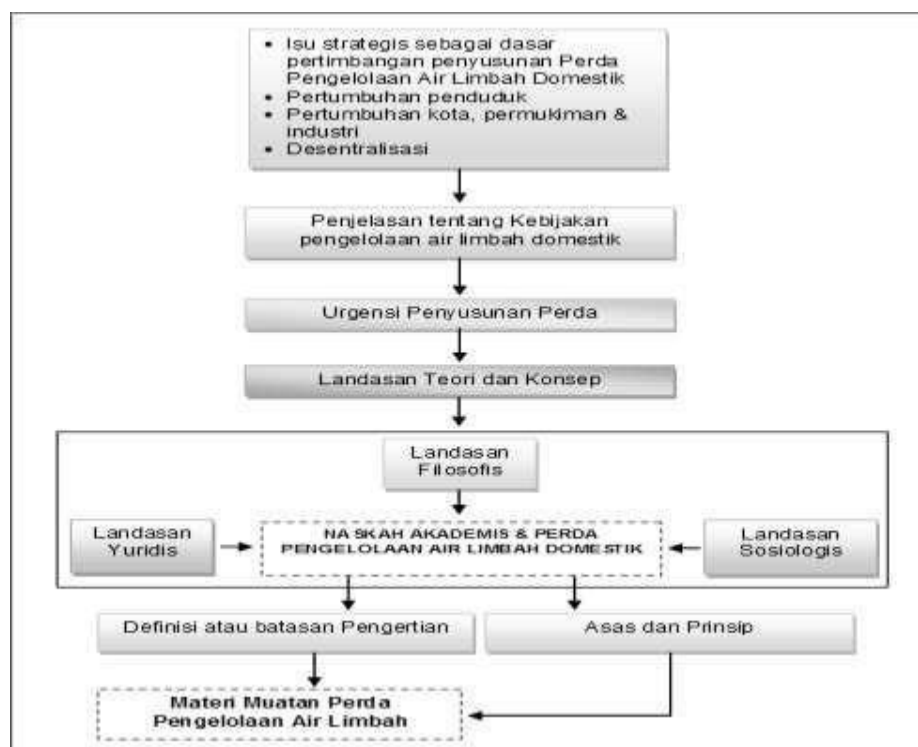 • Isu strategis sebagai dasar
pertimbangan penyusunan Perda
Pengelolaan Air Limbah Domestik
• Pertumbuhan penduduk
• Pertumbuhan kota, permukiman &
industri
• Desentralisasi
Penjelasan tentang Kebijakan
pengelolaan air limbah domestik
Urgensi Penyusunan Perda
Landasan Teori dan Konsep
Landasan
Filosofis
Landasan
Yuridis
NASKAH AKADEMIS & PERDA
PENGELOLAAN AIR LIMBAH DOMESTIK
Landasan
Sosiologis
Definisi atau batasan Pengertian
Asas dan Prinsip
Materi Muatan Perda
Pengelolaan Air Limbah